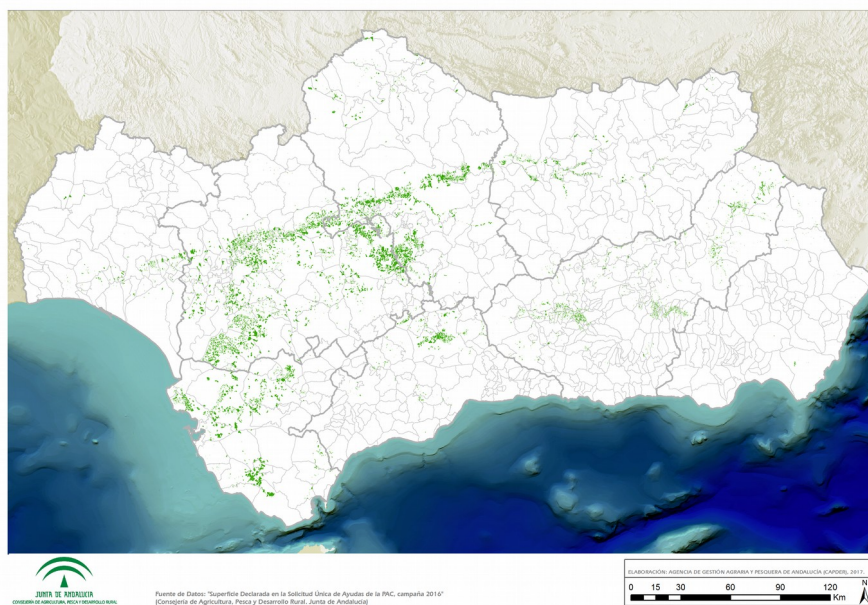 JUNTA DE ANDALUCIA
CONSEJERÍA DE AGRICULTURA, PESCA Y DESARROLLO RURAL
Fuente de Datos: "Superficie Declarada en la Solicitud Única de Ayudas de la PAC, campaña 2016"
(Consejería de Agricultura, Pesca y Desarrollo Rural. Junta de Andalucía)
ELABORACIÓN: AGENCIA DE GESTIÓN AGRARIA Y PESQUERA DE ANDALUCÍA (CAPDER), 2017.
0 15 30 60 90 120
Km
N